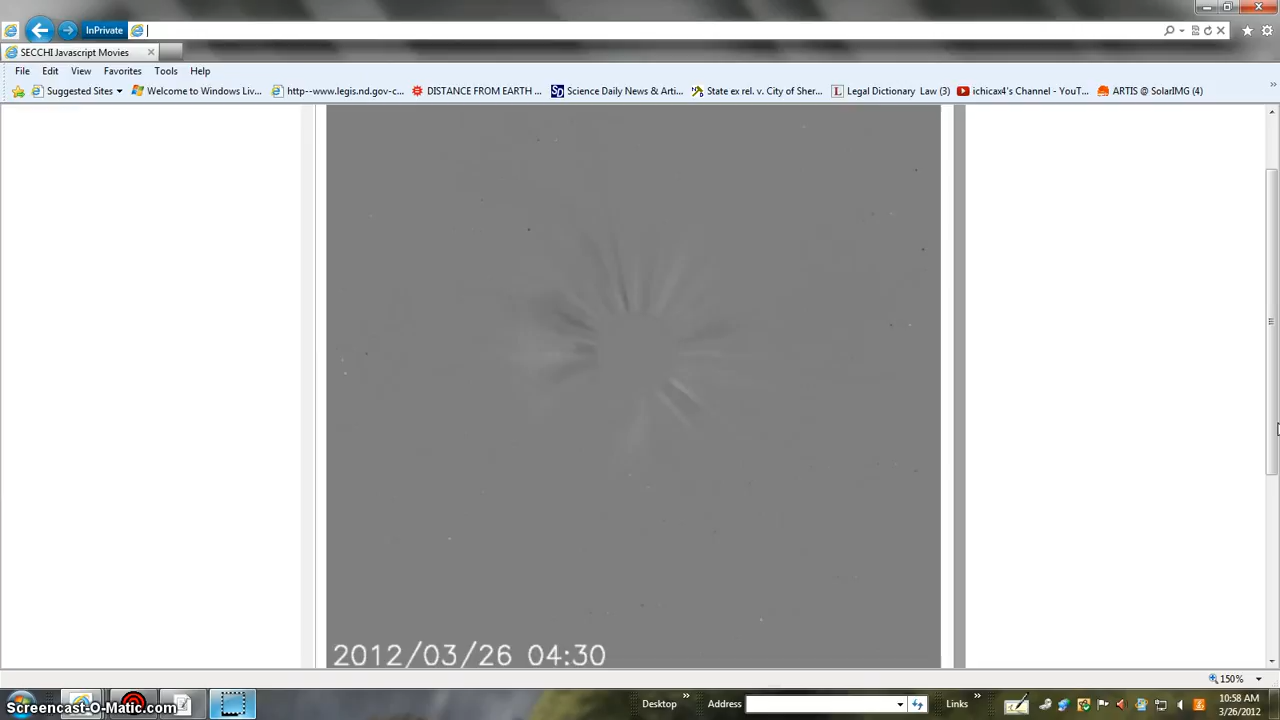 InPrivate
SECCHI Javascript Movies
File Edit View Favorites Tools Help
Suggested Sites Welcome to Windows Liv... http--www.legis.nd.gov-c... DISTANCE FROM EARTH ... Science Daily News & Arti... State ex rel. v. City of Sher... Legal Dictionary Law (3) ichicax4's Channel - YouT... ARTIS @ SolarIMG (4)
2012/03/26 04:30
150%
Screencast-O-Matic.com Desktop Address Links 10:58 AM
3/26/2012